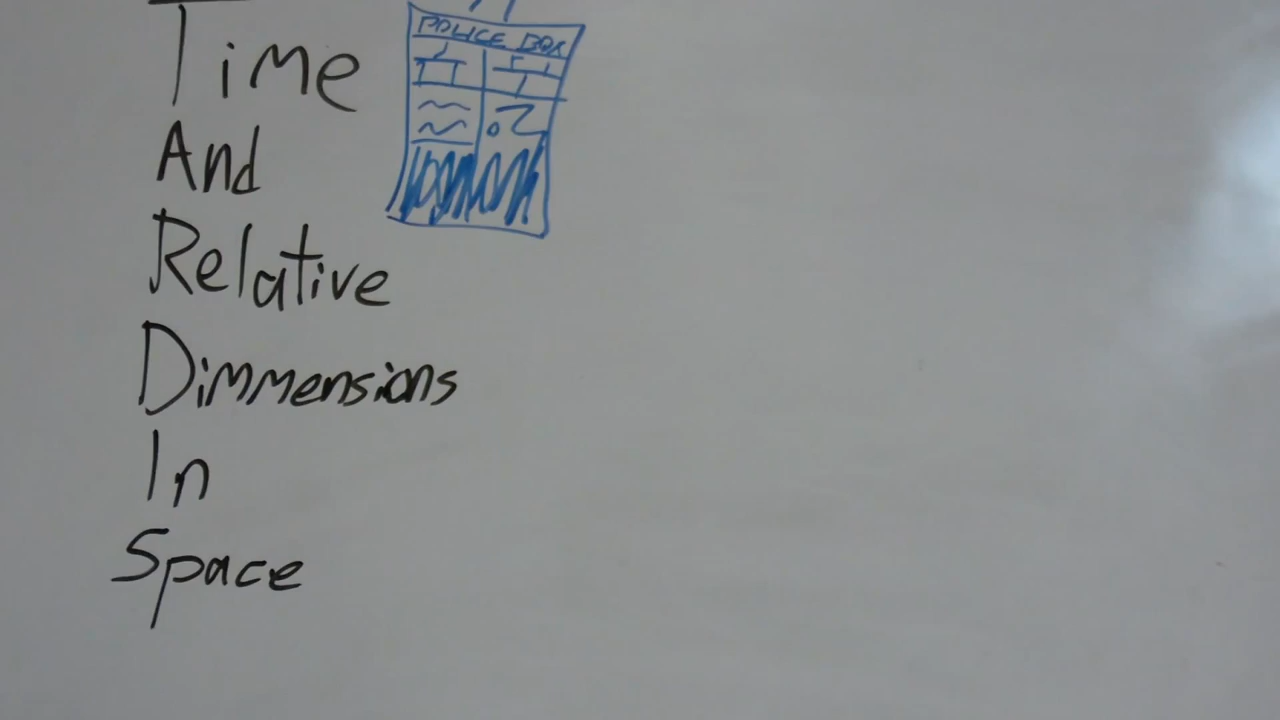 Time
POLICE BOX
And
Relative
Dimmensions
In
Space